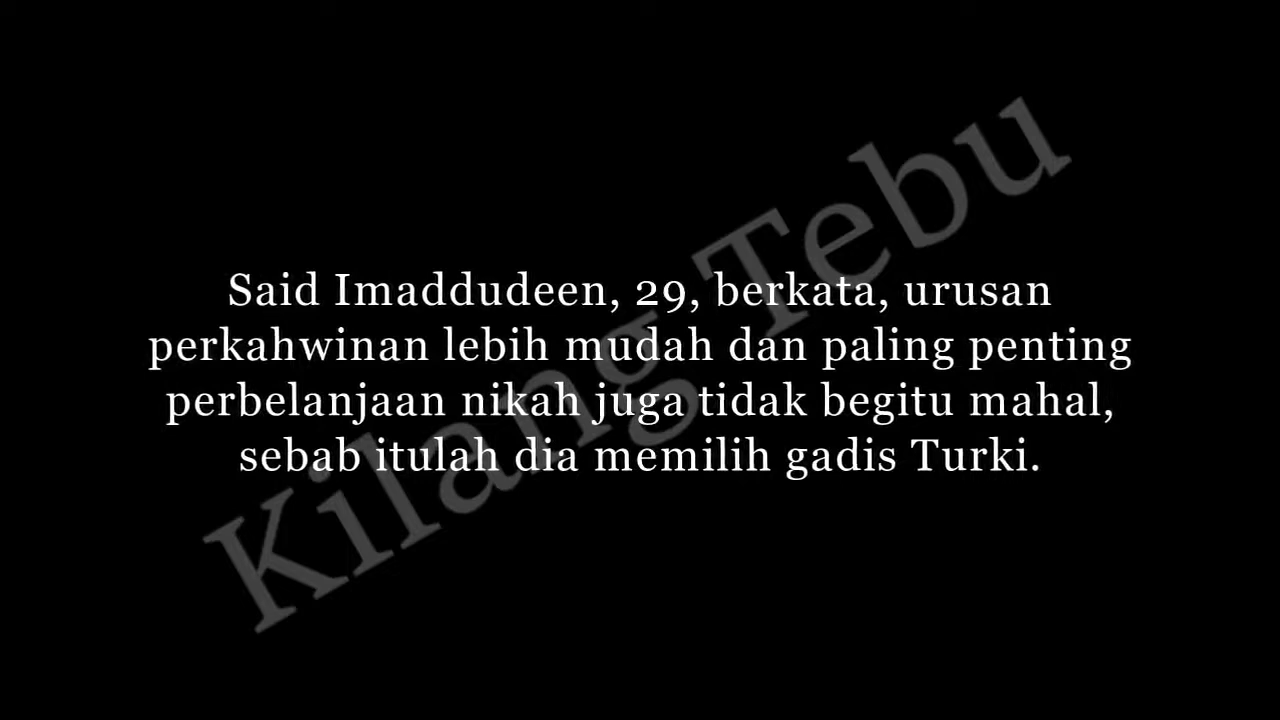 Said Imaddudeen, 29, berkata, urusan
perkahwinan lebih mudah dan paling penting
perbelanjaan nikah juga tidak begitu mahal,
sebab itulah dia memilih gadis Turki.
Kilang Tebu